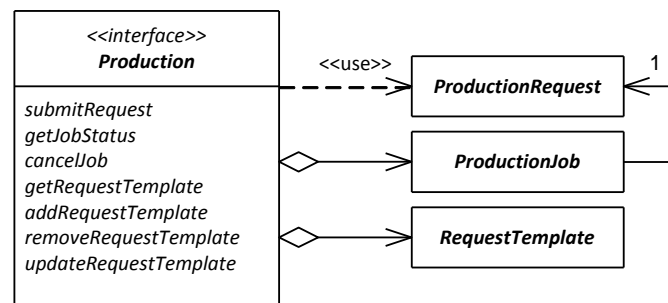 <<interface>>
Production
submitRequest
getJobStatus
cancelJob
getRequestTemplate
addRequestTemplate
removeRequestTemplate
updateRequestTemplate
<<use>>
ProductionRequest
1
ProductionJob
RequestTemplate